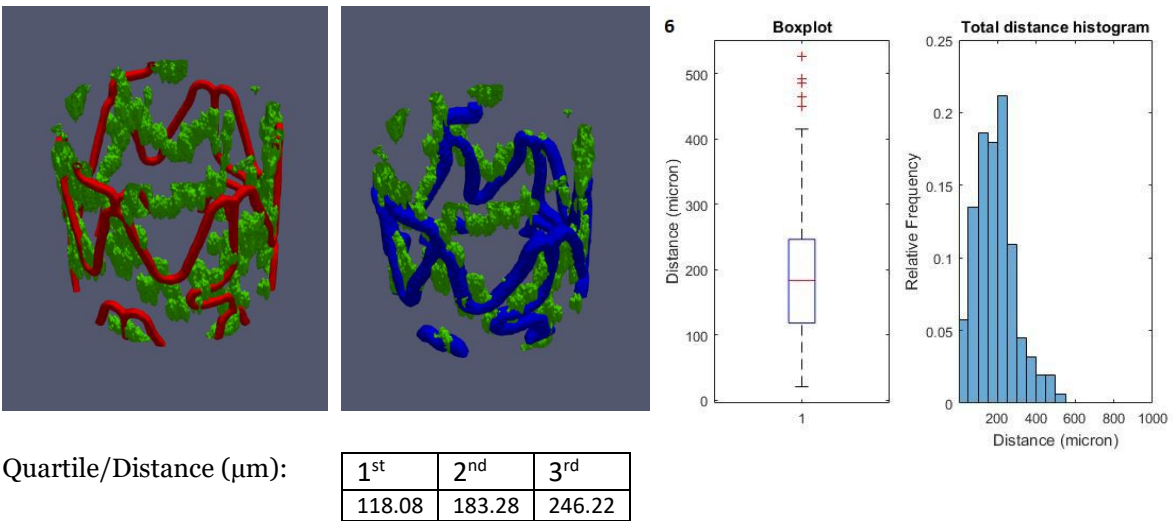 6
Boxplot
500
400
300
200
100
0
Distance (micron)
1
Total distance histogram
0.25
0.2
0.15
0.1
0.05
0
Relative Frequency
200 400 600 800 1000
Distance (micron)
Quartile/Distance (μm):
1st 2nd 3rd
118.08 183.28 246.22